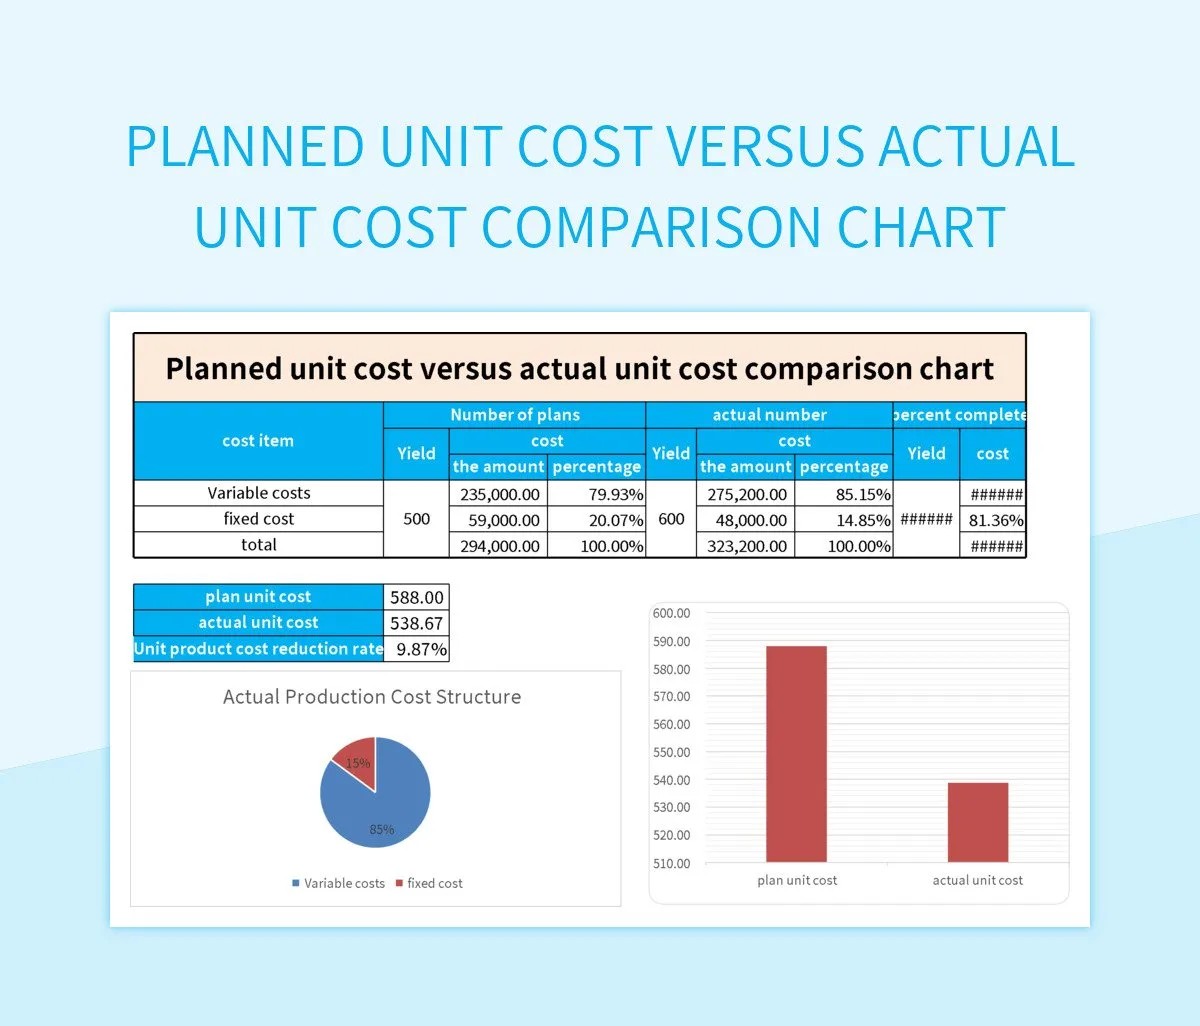 PLANNED UNIT COST VERSUS ACTUAL
UNIT COST COMPARISON CHART
Planned unit cost versus actual unit cost comparison chart
cost item Number of plans actual number percent complete
Yield cost Yield cost Yield cost
the amount percentage the amount percentage
Variable costs 235,000.00 79.93% 275,200.00 85.15% ######
fixed cost 500 59,000.00 20.07% 600 48,000.00 14.85% ###### 81.36%
total 294,000.00 100.00% 323,200.00 100.00% ######
plan unit cost 588.00
actual unit cost 538.67
Unit product cost reduction rate 9.87%
Actual Production Cost Structure
15%
85%
Variable costs fixed cost
600.00
590.00
580.00
570.00
560.00
550.00
540.00
530.00
520.00
510.00
plan unit cost actual unit cost